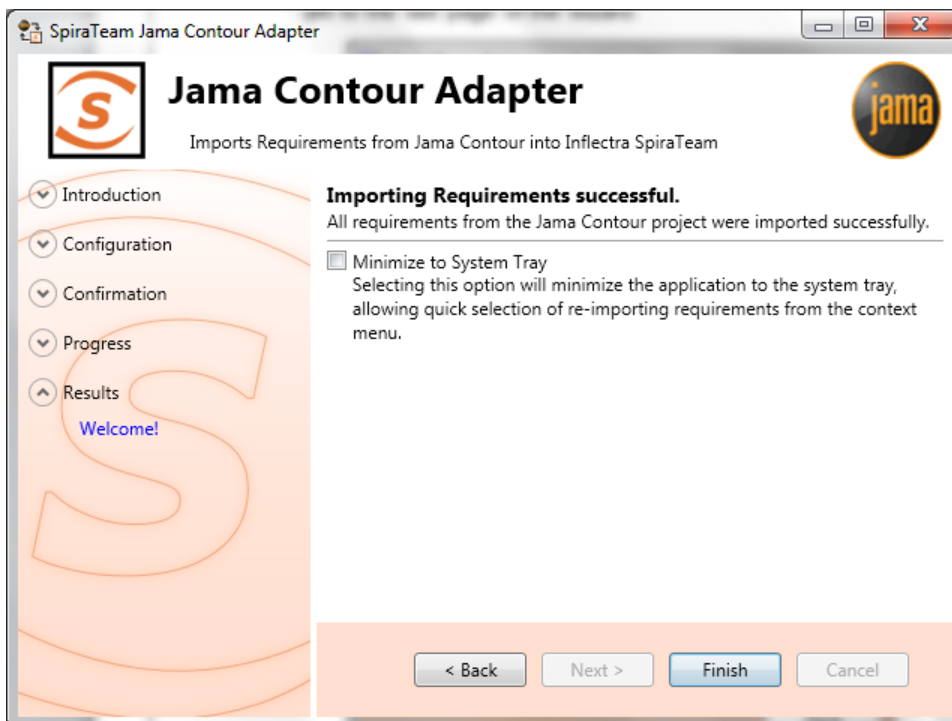 SpiraTeam Jama Contour Adapter
Jama Contour Adapter
jama
Imports Requirements from Jama Contour into Inflectra SpiraTeam
S
Introduction
Configuration
Confirmation
Progress
Results
Welcome!
Importing Requirements successful.
All requirements from the Jama Contour project were imported successfully.
Minimize to System Tray
Selecting this option will minimize the application to the system tray,
allowing quick selection of re-importing requirements from the context
menu.
< Back
Next >
Finish
Cancel